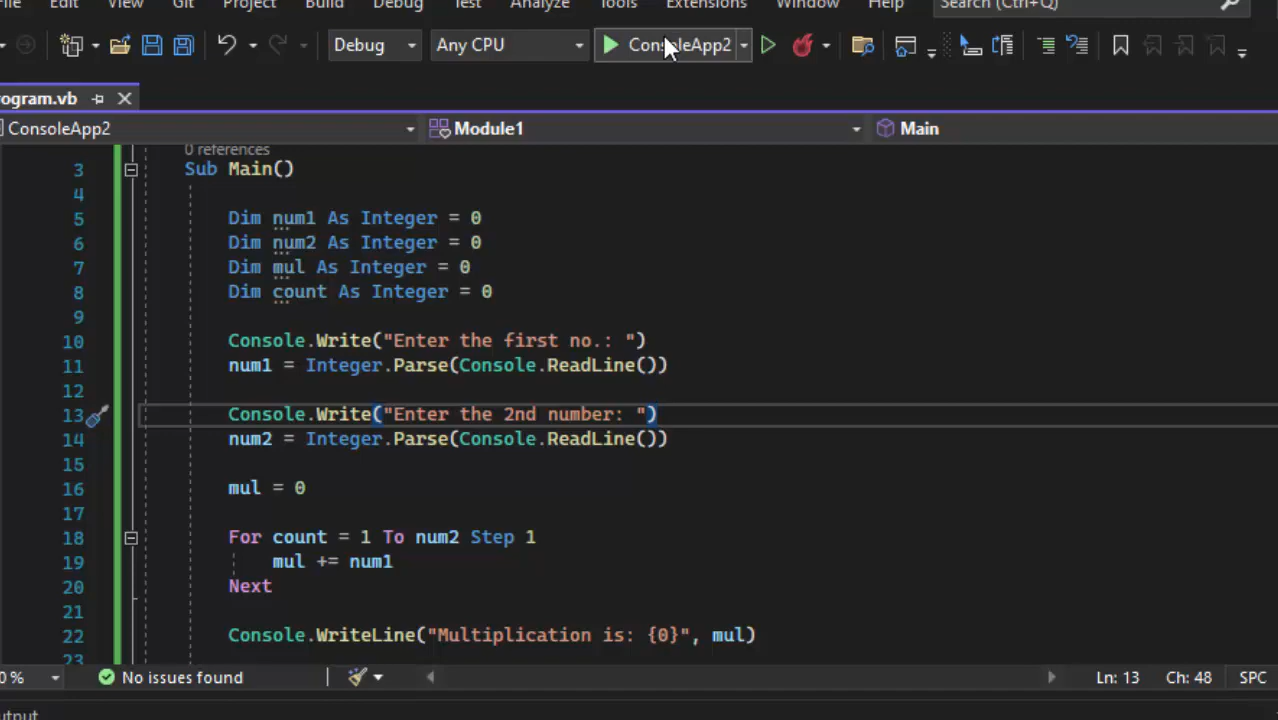 File Edit View Git Project Build Debug Test Analyze Tools Extensions Window Help Search (Ctrl+Q)
Debug Any CPU ConsoleApp2
rogram.vb
ConsoleApp2 Module1 Main
0 references
3 Sub Main()
4
5 Dim num1 As Integer = 0
6 Dim num2 As Integer = 0
7 Dim mul As Integer = 0
8 Dim count As Integer = 0
9
10 Console.Write("Enter the first no.: ")
11 num1 = Integer.Parse(Console.ReadLine())
12
13 Console.Write("Enter the 2nd number: ")
14 num2 = Integer.Parse(Console.ReadLine())
15
16 mul = 0
17
18 For count = 1 To num2 Step 1
19 mul += num1
20 Next
21
22 Console.WriteLine("Multiplication is: {0}", mul)
23
0 % No issues found Ln: 13 Ch: 48 SPC
utput